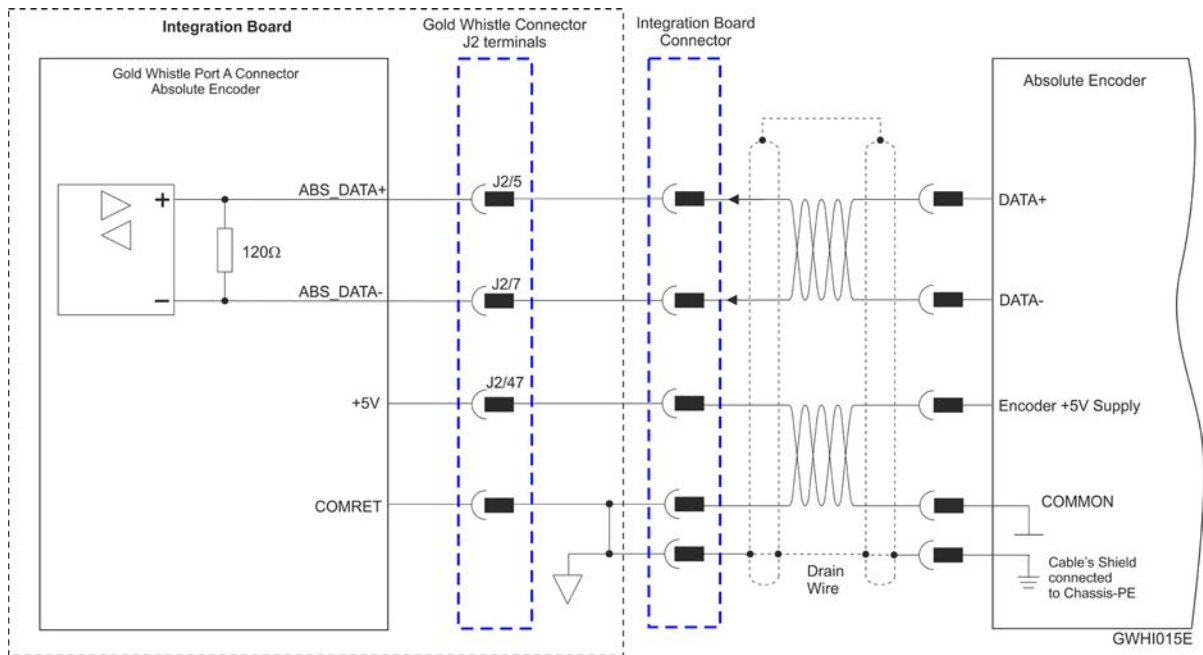 Integration Board
Gold Whistle Connector
J2 terminals
Integration Board
Connector
Gold Whistle Port A Connector
Absolute Encoder
Absolute Encoder
+
ABS_DATA+
J2/5
DATA+
120Ω
−
ABS_DATA-
J2/7
DATA-
+5V
J2/47
Encoder +5V Supply
COMRET
COMMON
Drain
Wire
Cable's Shield
connected
to Chassis-PE
GWHI015E